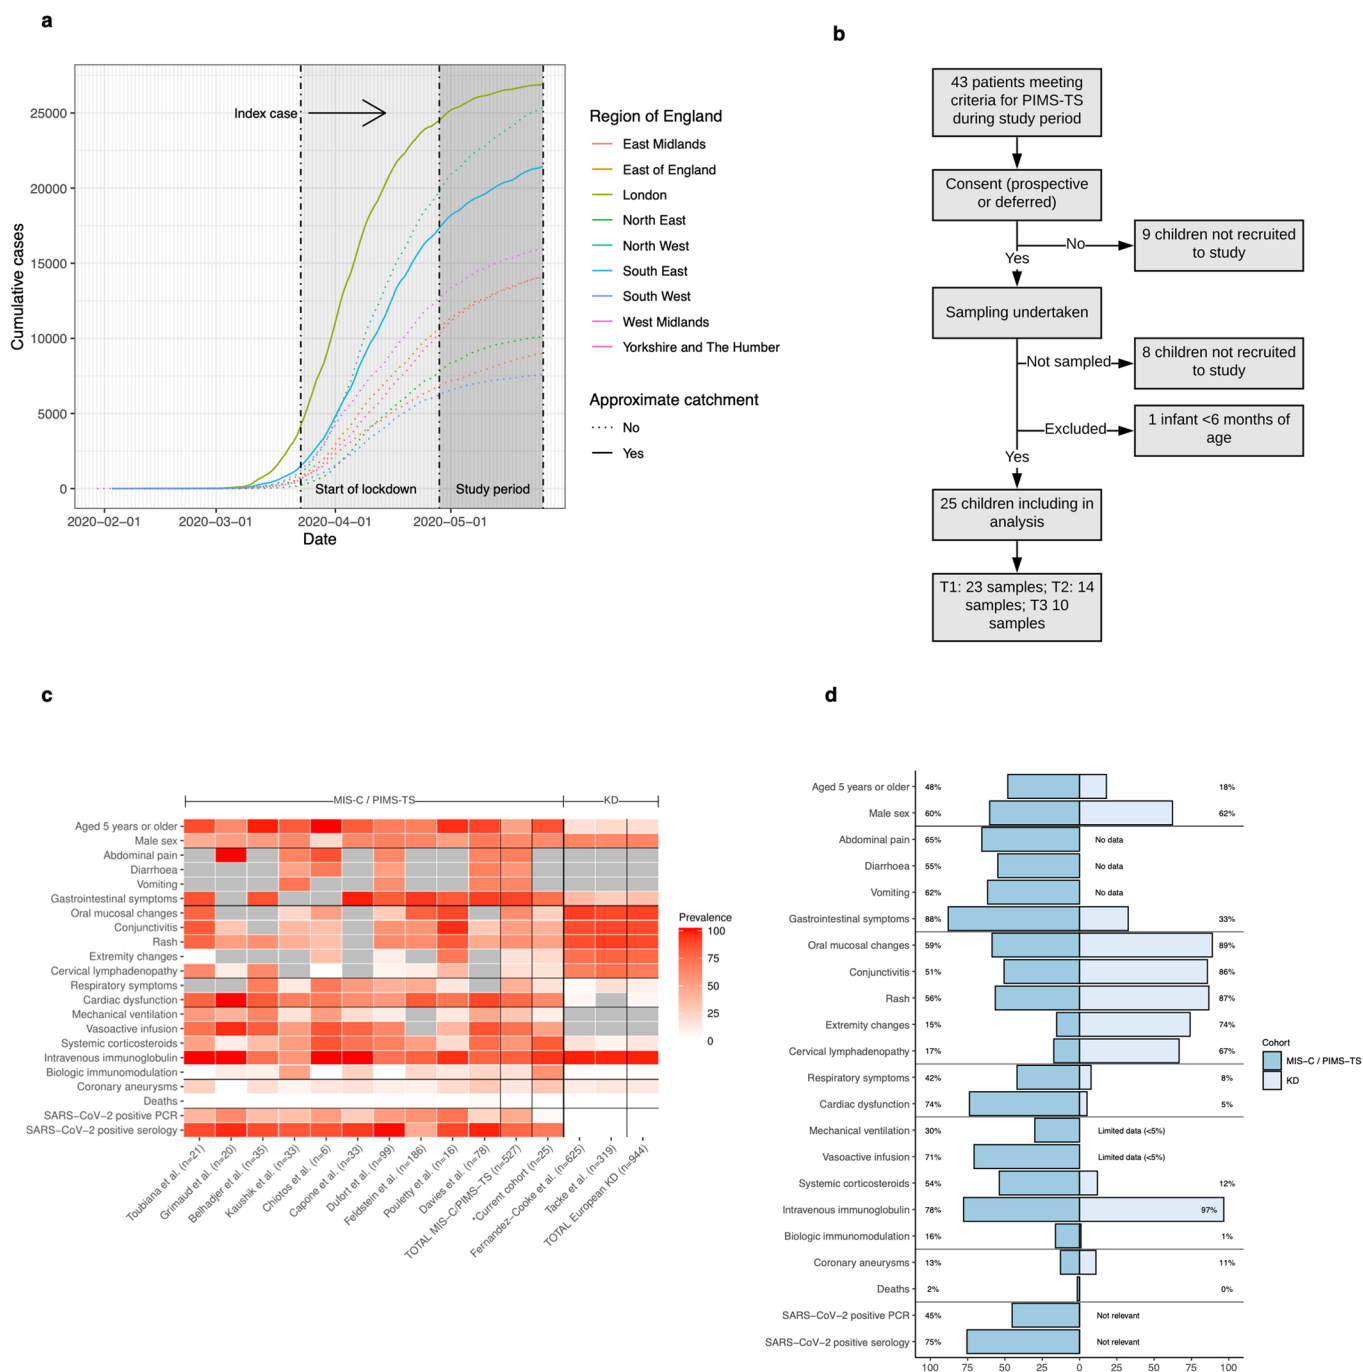 a
25000
20000
15000
10000
5000
0
Cumulative cases
Index case
Start of lockdown
Study period
2020−02−01
2020−03−01
2020−04−01
2020−05−01
Date
Region of England
East Midlands
East of England
London
North East
North West
South East
South West
West Midlands
Yorkshire and The Humber
Approximate catchment
No
Yes
b
43 patients meeting
criteria for PIMS-TS
during study period
Consent (prospective
or deferred)
No
9 children not recruited
to study
Yes
Sampling undertaken
Not sampled
8 children not recruited
to study
Excluded
1 infant <6 months of
age
Yes
25 children including in
analysis
T1: 23 samples; T2: 14
samples; T3 10
samples
c
MIS−C / PIMS−TS
KD
Aged 5 years or older
Male sex
Abdominal pain
Diarrhoea
Vomiting
Gastrointestinal symptoms
Oral mucosal changes
Conjunctivitis
Rash
Extremity changes
Cervical lymphadenopathy
Respiratory symptoms
Cardiac dysfunction
Mechanical ventilation
Vasoactive infusion
Systemic corticosteroids
Intravenous immunoglobulin
Biologic immunomodulation
Coronary aneurysms
Deaths
SARS−CoV−2 positive PCR
SARS−CoV−2 positive serology
Toubiana et al. (n=21)
Grimaud et al. (n=20)
Belhadjer et al. (n=35)
Kaushik et al. (n=33)
Chiotos et al. (n=6)
Capone et al. (n=33)
Dufort et al. (n=99)
Feldstein et al. (n=186)
Pouletty et al. (n=16)
Davies et al. (n=78)
TOTAL MIS−C/PIMS−TS (n=527)
*Current cohort (n=25)
Fernandez−Cooke et al. (n=625)
Tacke et al. (n=319)
TOTAL European KD (n=944)
Prevalence
100
75
50
25
0
d
Aged 5 years or older 48% 18%
Male sex 60% 62%
Abdominal pain 65% No data
Diarrhoea 55% No data
Vomiting 62% No data
Gastrointestinal symptoms 88% 33%
Oral mucosal changes 59% 89%
Conjunctivitis 51% 86%
Rash 56% 87%
Extremity changes 15% 74%
Cervical lymphadenopathy 17% 67%
Respiratory symptoms 42% 8%
Cardiac dysfunction 74% 5%
Mechanical ventilation 30% Limited data (<5%)
Vasoactive infusion 71% Limited data (<5%)
Systemic corticosteroids 54% 12%
Intravenous immunoglobulin 78% 97%
Biologic immunomodulation 16% 1%
Coronary aneurysms 13% 11%
Deaths 2% 0%
SARS−CoV−2 positive PCR 45% Not relevant
SARS−CoV−2 positive serology 75% Not relevant
100 75 50 25 0 25 50 75 100
Cohort
MIS−C / PIMS−TS
KD